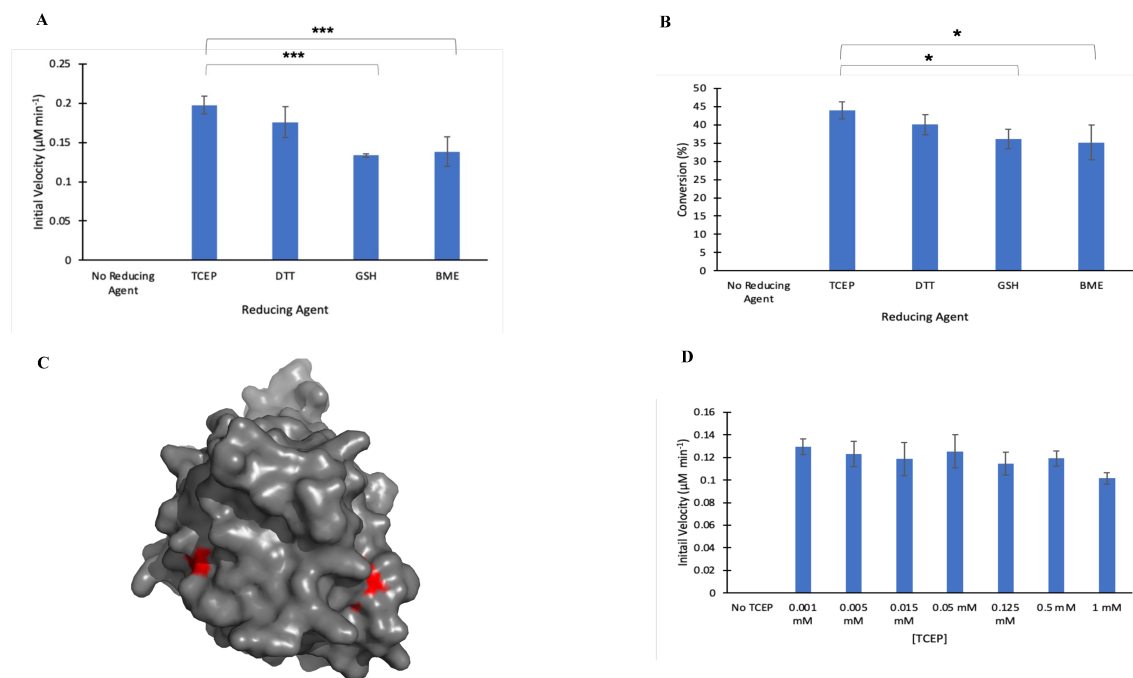 A
***
***
0.25
0.2
0.15
0.1
0.05
0
Initial Velocity (µM min⁻¹)
No Reducing TCEP DTT GSH BME
Agent
Reducing Agent
B
*
*
50
45
40
35
30
25
20
15
10
5
0
Conversion (%)
No Reducing TCEP DTT GSH BME
Agent
Reducing Agent
C
D
0.16
0.14
0.12
0.1
0.08
0.06
0.04
0.02
0
Initail Velocity (µM min⁻¹)
No TCEP 0.001 0.005 0.015 0.05 mM 0.125 0.5 mM 1 mM
mM mM mM mM
[TCEP]